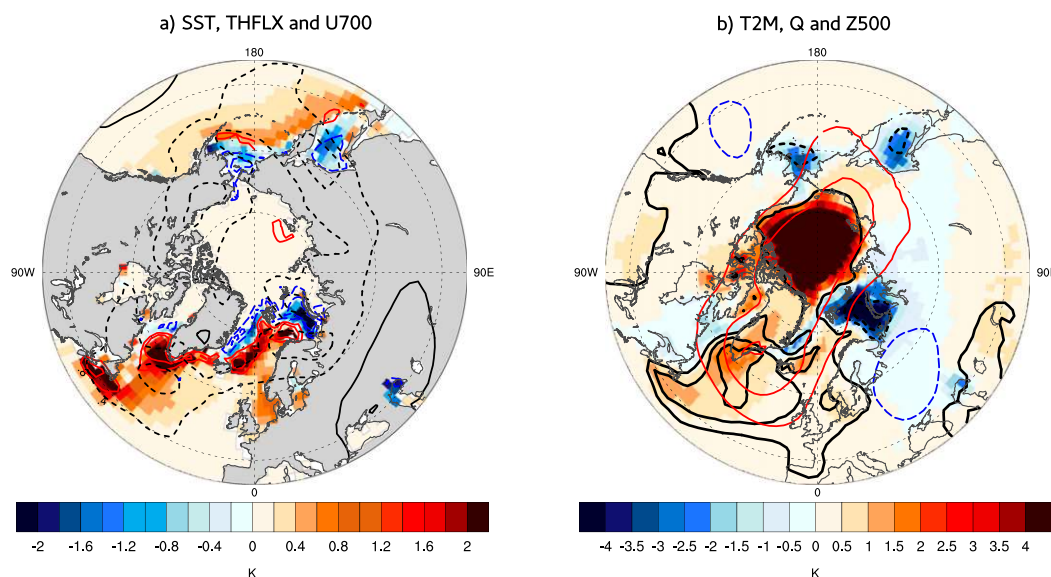 a) SST, THFLX and U700
b) T2M, Q and Z500
180
180
90W
90E
90W
90E
0
0
-2 -1.6 -1.2 -0.8 -0.4 0 0.4 0.8 1.2 1.6 2
-4 -3.5 -3 -2.5 -2 -1.5 -1 -0.5 0 0.5 1 1.5 2 2.5 3 3.5 4
K
K